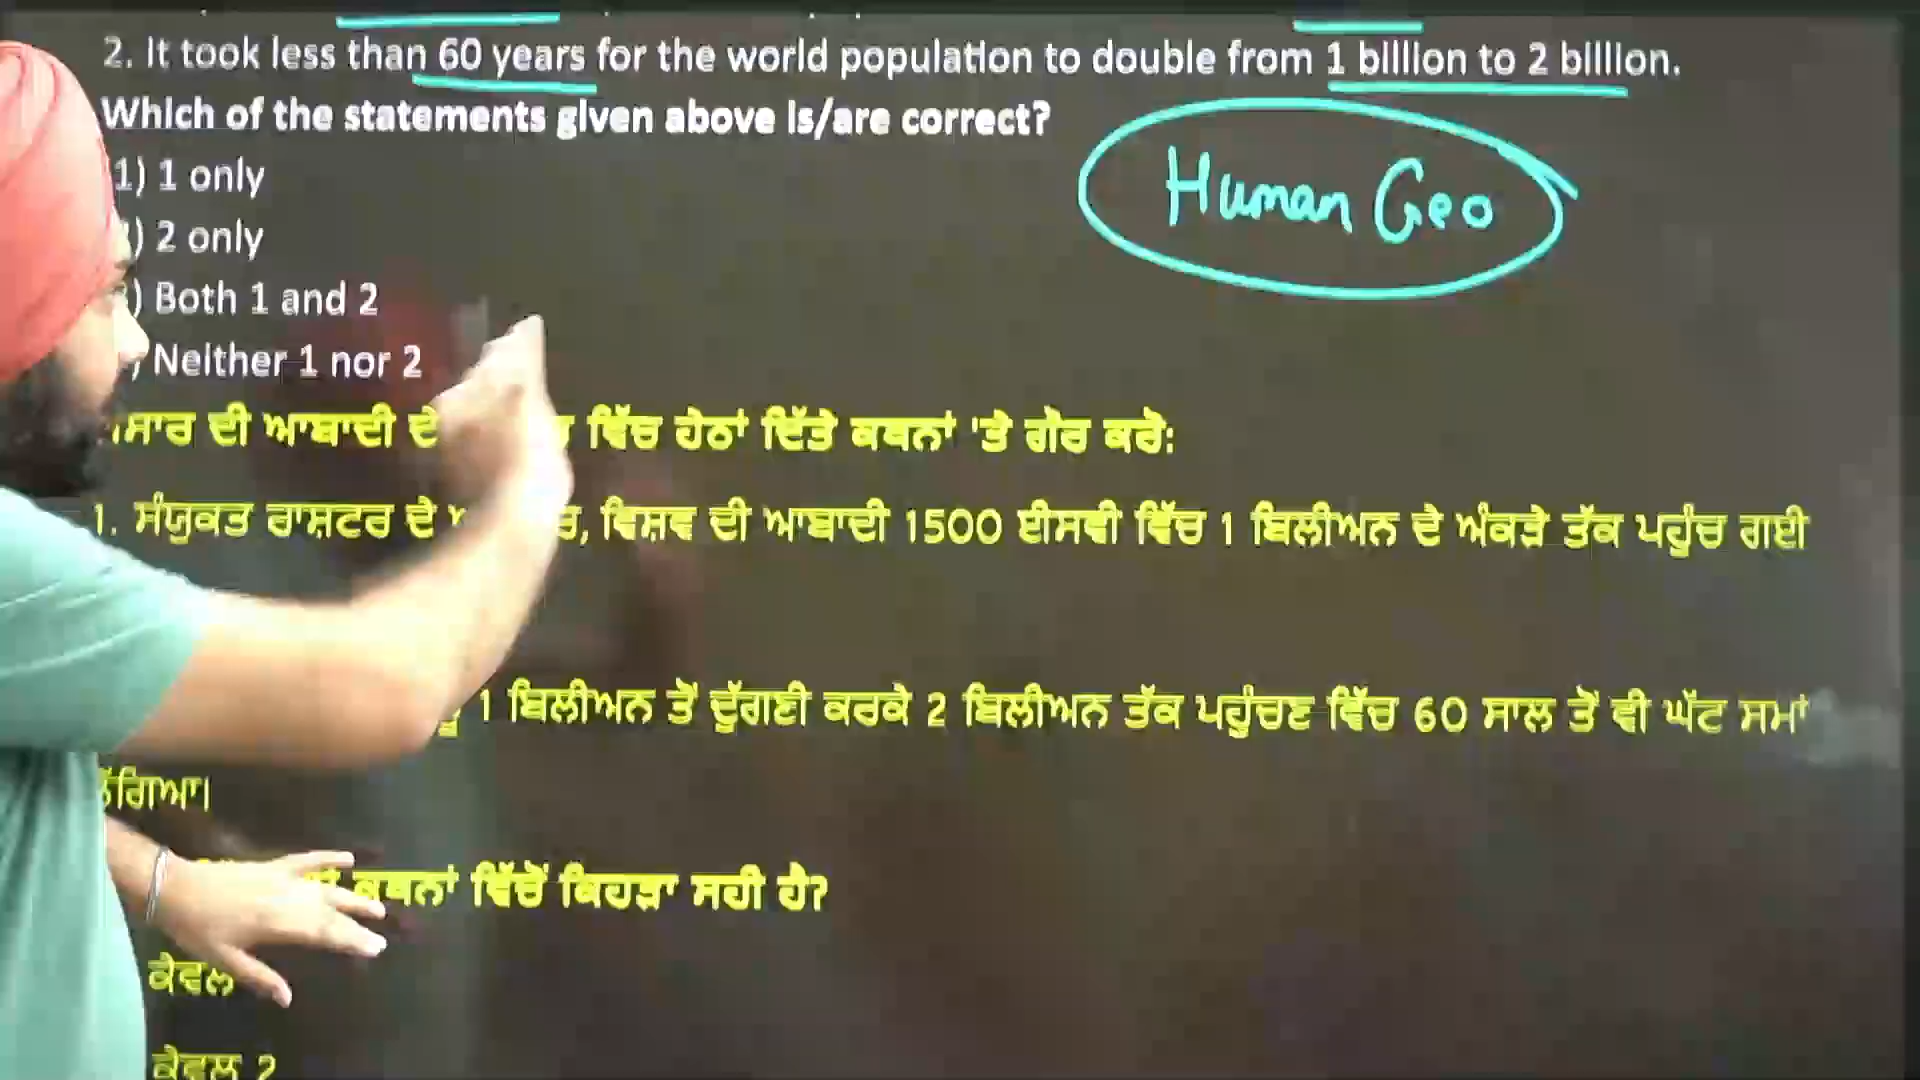 2. It took less than 60 years for the world population to double from 1 billion to 2 billion.
Which of the statements given above is/are correct?
1) 1 only
) 2 only
) Both 1 and 2
Neither 1 nor 2
Human Geo
ਦੀ ਆਬਾਦੀ ਦੇ ਵਿੱਚ ਹੇਠਾਂ ਦਿੱਤੇ ਕਥਨਾਂ 'ਤੇ ਗੌਰ ਕਰੋ:
1. ਸੰਯੁਕਤ ਰਾਸ਼ਟਰ ਦੇ ਵਿਸ਼ਵ ਦੀ ਆਬਾਦੀ 1500 ਈਸਵੀ ਵਿੱਚ 1 ਬਿਲੀਅਨ ਦੇ ਅੰਕੜੇ ਤੱਕ ਪਹੁੰਚ ਗਈ
1 ਬਿਲੀਅਨ ਤੋਂ ਦੁੱਗਣੀ ਕਰਕੇ 2 ਬਿਲੀਅਨ ਤੱਕ ਪਹੁੰਚਣ ਵਿੱਚ 60 ਸਾਲ ਤੋਂ ਵੀ ਘੱਟ ਸਮਾਂ
ਕਥਨਾਂ ਵਿੱਚੋਂ ਕਿਹੜਾ ਸਹੀ ਹੈ?
ਕੇਵਲ
ਕੇਵਲ 2